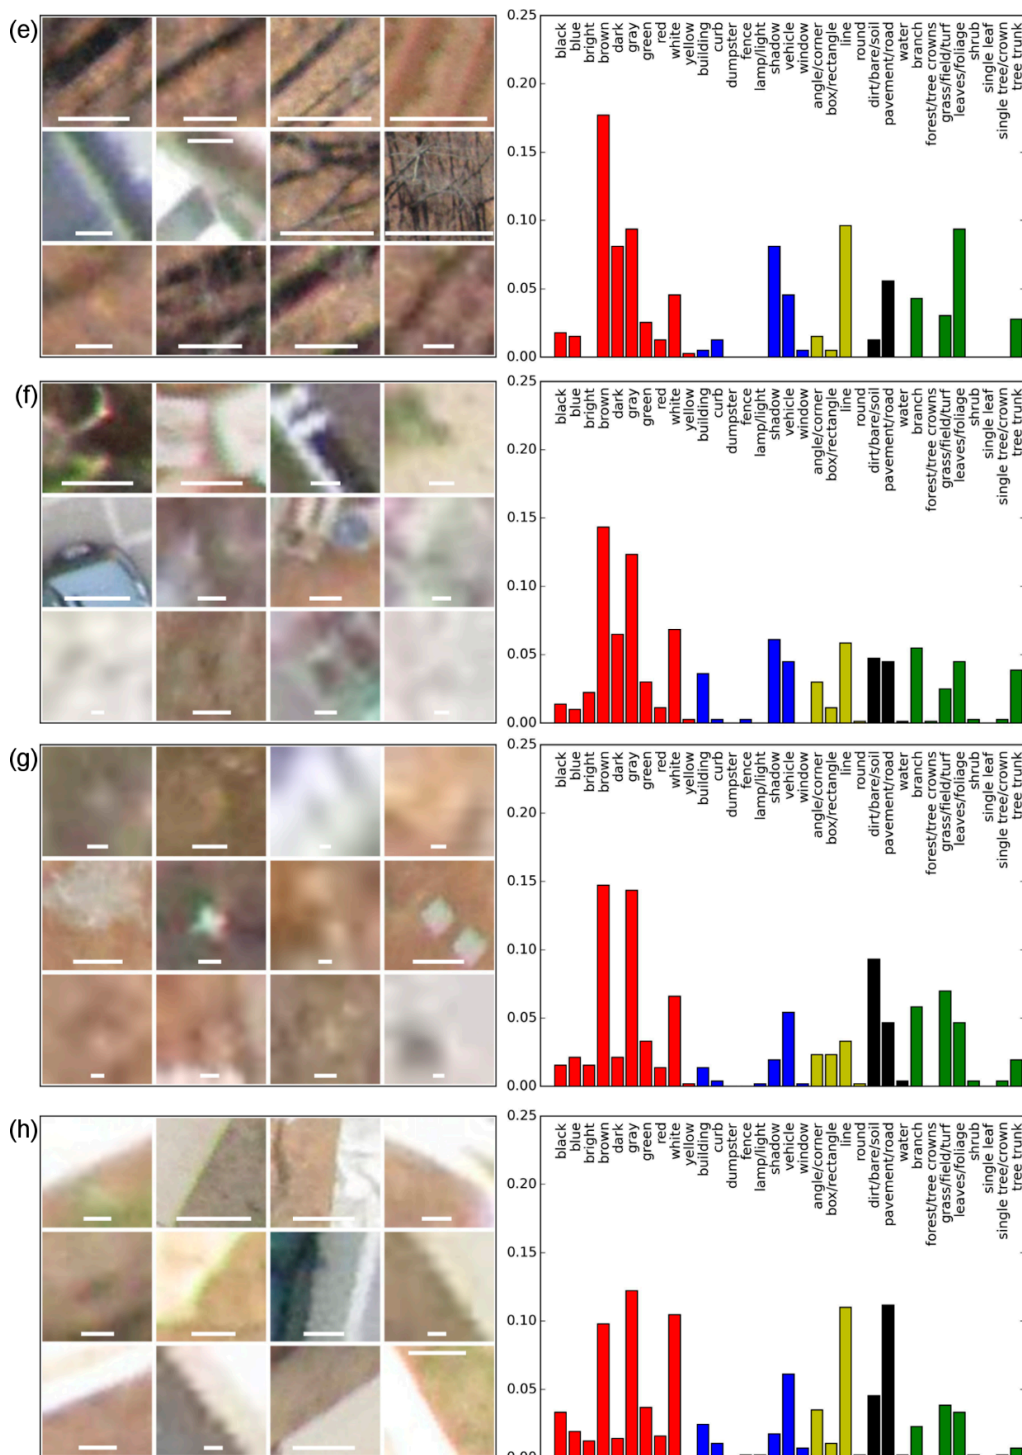 (e)
0.25
0.20
0.15
0.10
0.05
0.00
black
blue
bright
brown
dark
gray
green
red
white
yellow
building
curb
dumpster
fence
lamp/light
shadow
vehicle
window
angle/corner
box/rectangle
line
round
dirt/bare/soil
pavement/road
water
branch
forest/tree crowns
grass/field/turf
leaves/foliage
shrub
single leaf
single tree/crown
tree trunk
(f)
0.25
0.20
0.15
0.10
0.05
0.00
black
blue
bright
brown
dark
gray
green
red
white
yellow
building
curb
dumpster
fence
lamp/light
shadow
vehicle
window
angle/corner
box/rectangle
line
round
dirt/bare/soil
pavement/road
water
branch
forest/tree crowns
grass/field/turf
leaves/foliage
shrub
single leaf
single tree/crown
tree trunk
(g)
0.25
0.20
0.15
0.10
0.05
0.00
black
blue
bright
brown
dark
gray
green
red
white
yellow
building
curb
dumpster
fence
lamp/light
shadow
vehicle
window
angle/corner
box/rectangle
line
round
dirt/bare/soil
pavement/road
water
branch
forest/tree crowns
grass/field/turf
leaves/foliage
shrub
single leaf
single tree/crown
tree trunk
(h)
0.25
0.20
0.15
0.10
0.05
0.00
black
blue
bright
brown
dark
gray
green
red
white
yellow
building
curb
dumpster
fence
lamp/light
shadow
vehicle
window
angle/corner
box/rectangle
line
round
dirt/bare/soil
pavement/road
water
branch
forest/tree crowns
grass/field/turf
leaves/foliage
shrub
single leaf
single tree/crown
tree trunk